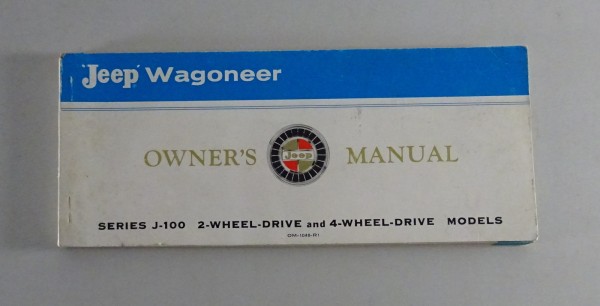 'Jeep' Wagoneer
OWNER'S Jeep MANUAL
SERIES J-100 2-WHEEL-DRIVE and 4-WHEEL-DRIVE MODELS